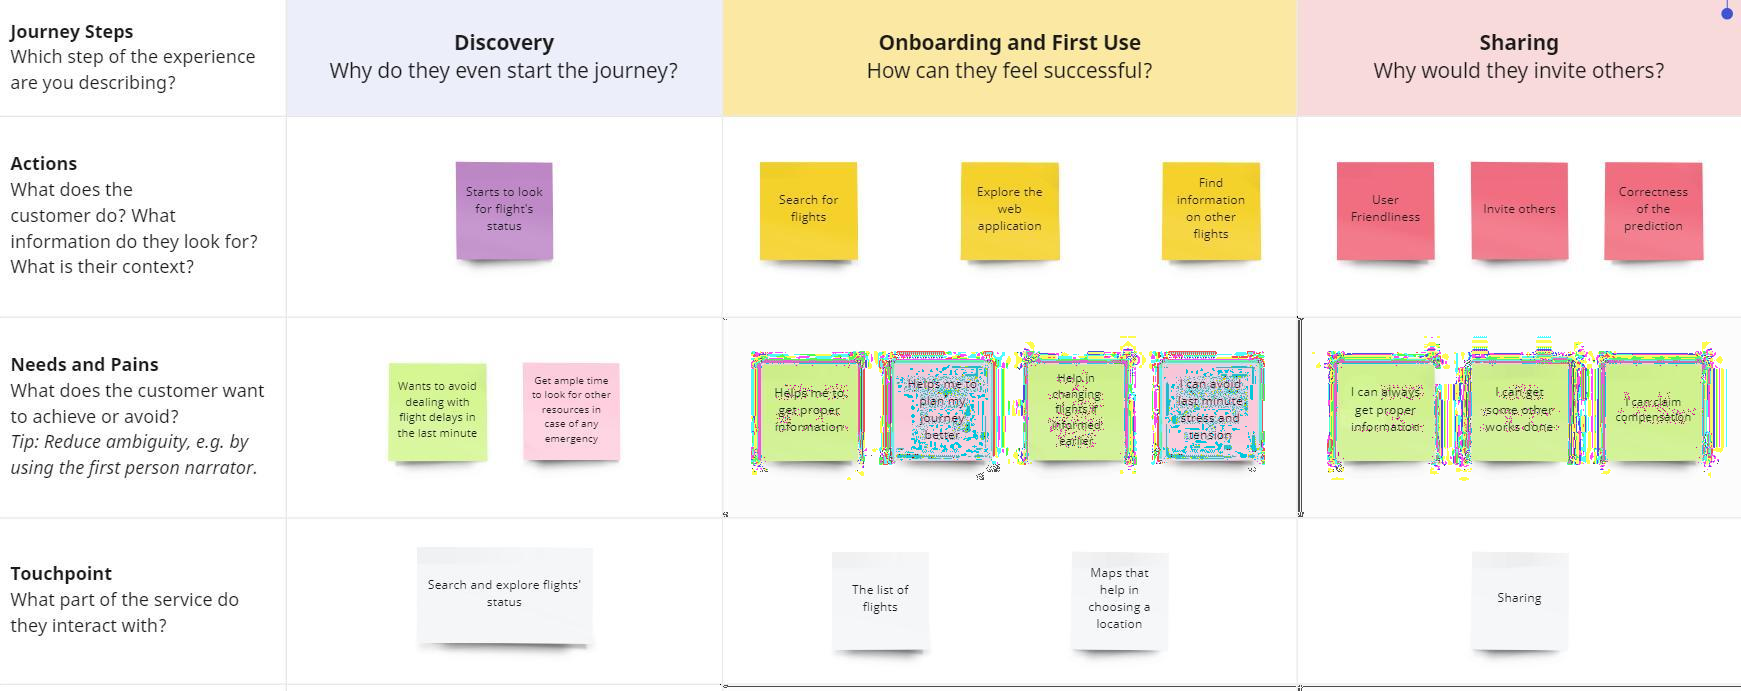 Journey Steps
Which step of the experience
are you describing?
Discovery
Why do they even start the journey?
Onboarding and First Use
How can they feel successful?
Sharing
Why would they invite others?
Actions
What does the
customer do? What
information do they look for?
What is their context?
Starts to look
for flight's
status
Search for
flights
Explore the
web
application
Find
information
on other
flights
User
Friendliness
Invite others
Correctness
of the
prediction
Needs and Pains
What does the customer want
to achieve or avoid?
Tip: Reduce ambiguity, e.g. by
using the first person narrator.
Wants to avoid
dealing with
flight delays in
the last minute
Get ample time
to look for other
resources in
case of any
emergency
Helps me to
get proper
information
Helps me to
plan my
journey
better
Help in
changing
flights if
informed
earlier
I can avoid
last minute
stress and
tension
I can always
get proper
information
I can get
some other
works done
I can claim
compensation
Touchpoint
What part of the service do
they interact with?
Search and explore flights'
status
The list of
flights
Maps that
help in
choosing a
location
Sharing